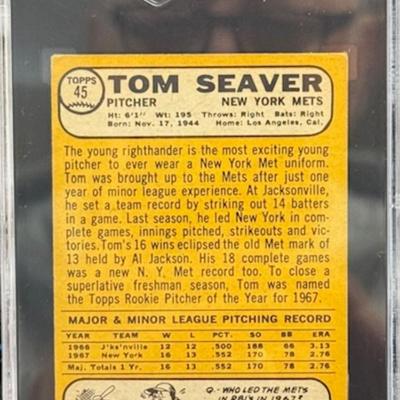 TOPPS
45
TOM SEAVER
PITCHER NEW YORK METS
Ht: 6'1" Wt: 195 Throws: Right Bats: Right
Born: Nov. 17, 1944 Home: Los Angeles, Cal.
The young righthander is the most exciting young
pitcher to ever wear a New York Met uniform.
Tom was brought up to the Mets after just one
year of minor league experience. At Jacksonville,
he set a team record by striking out 14 batters
in a game. Last season, he led New York in com-
plete games, innings pitched, strikeouts and vic-
tories. Tom's 16 wins eclipsed the old Met mark of
13 held by Al Jackson. His 18 complete games
was a new N. Y. Met record too. To close a
superlative freshman season, Tom was named
the Topps Rookie Pitcher of the Year for 1967.
MAJOR & MINOR LEAGUE PITCHING RECORD
YEAR TEAM W L PCT. SO BB ERA
1966 J'ks'nville 12 12 .500 188 66 3.13
1967 New York 16 13 .552 170 78 2.76
Maj. Totals 1 Yr. 16 13 .552 170 78 2.76
Q.-WHO LED THE METS
IN RBI'S IN 1967?